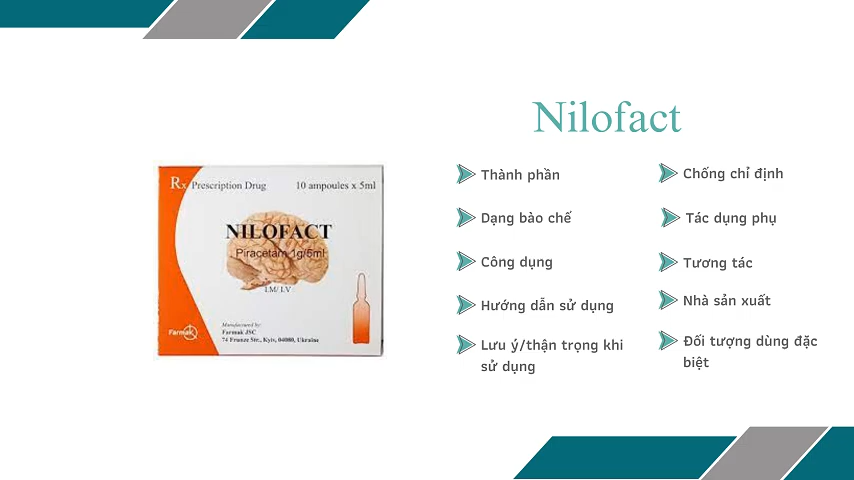 Nilofact
Rx Prescription Drug
10 ampoules x 5ml
NILOFACT
Piracetam 1g/5ml
I.M/ I.V
Manufactured by:
Farmak JSC
74 Frunze Str., Kyiv, 04080, Ukraine
Farmak
Thành phần
Dạng bào chế
Công dụng
Hướng dẫn sử dụng
Lưu ý/thận trọng khi
sử dụng
Chống chỉ định
Tác dụng phụ
Tương tác
Nhà sản xuất
Đối tượng dùng đặc
biệt